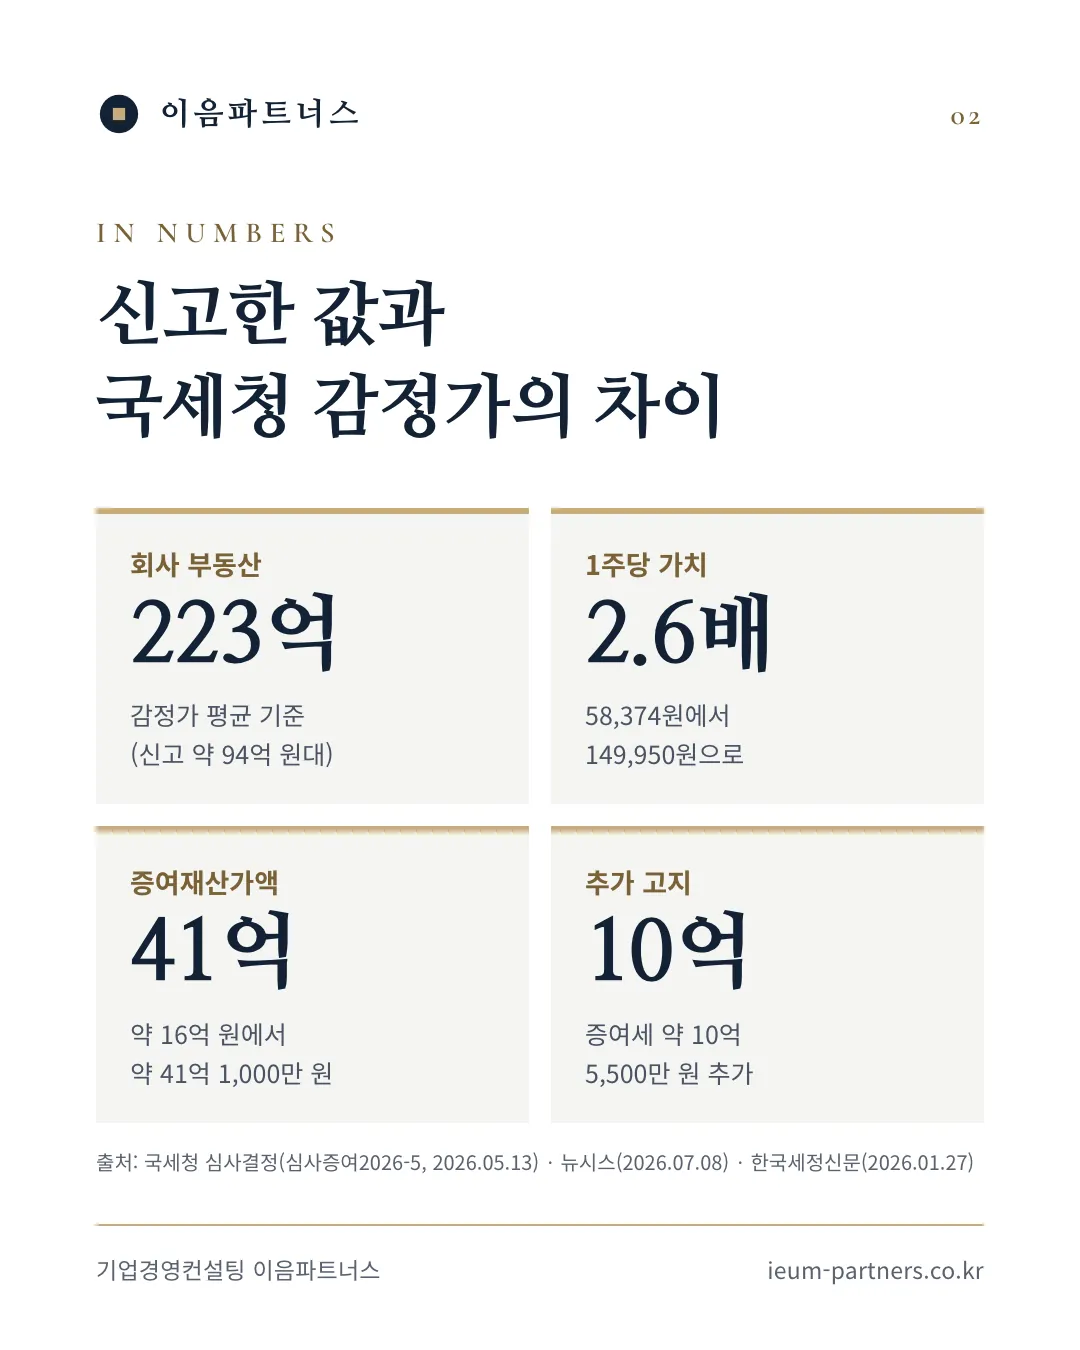 이음파트너스
02
IN NUMBERS
신고한 값과
국세청 감정가의 차이
회사 부동산
223억
감정가 평균 기준
(신고 약 94억 원대)
1주당 가치
2.6배
58,374원에서
149,950원으로
증여재산가액
41억
약 16억 원에서
약 41억 1,000만 원
추가 고지
10억
증여세 약 10억
5,500만 원 추가
출처: 국세청 심사결정(심사증여2026-5, 2026.05.13) · 뉴시스(2026.07.08) · 한국세정신문(2026.01.27)
기업경영컨설팅 이음파트너스
ieum-partners.co.kr